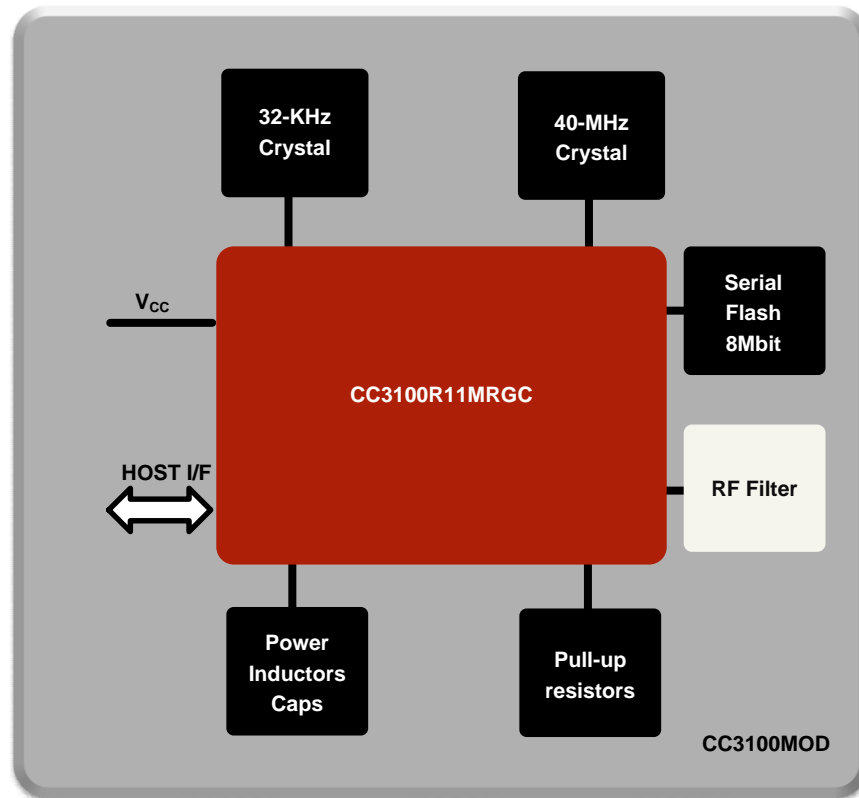 32-KHz
Crystal
40-MHz
Crystal
Serial
Flash
8Mbit
VCC
CC3100R11MRGC
HOST I/F
RF Filter
Power
Inductors
Caps
Pull-up
resistors
CC3100MOD